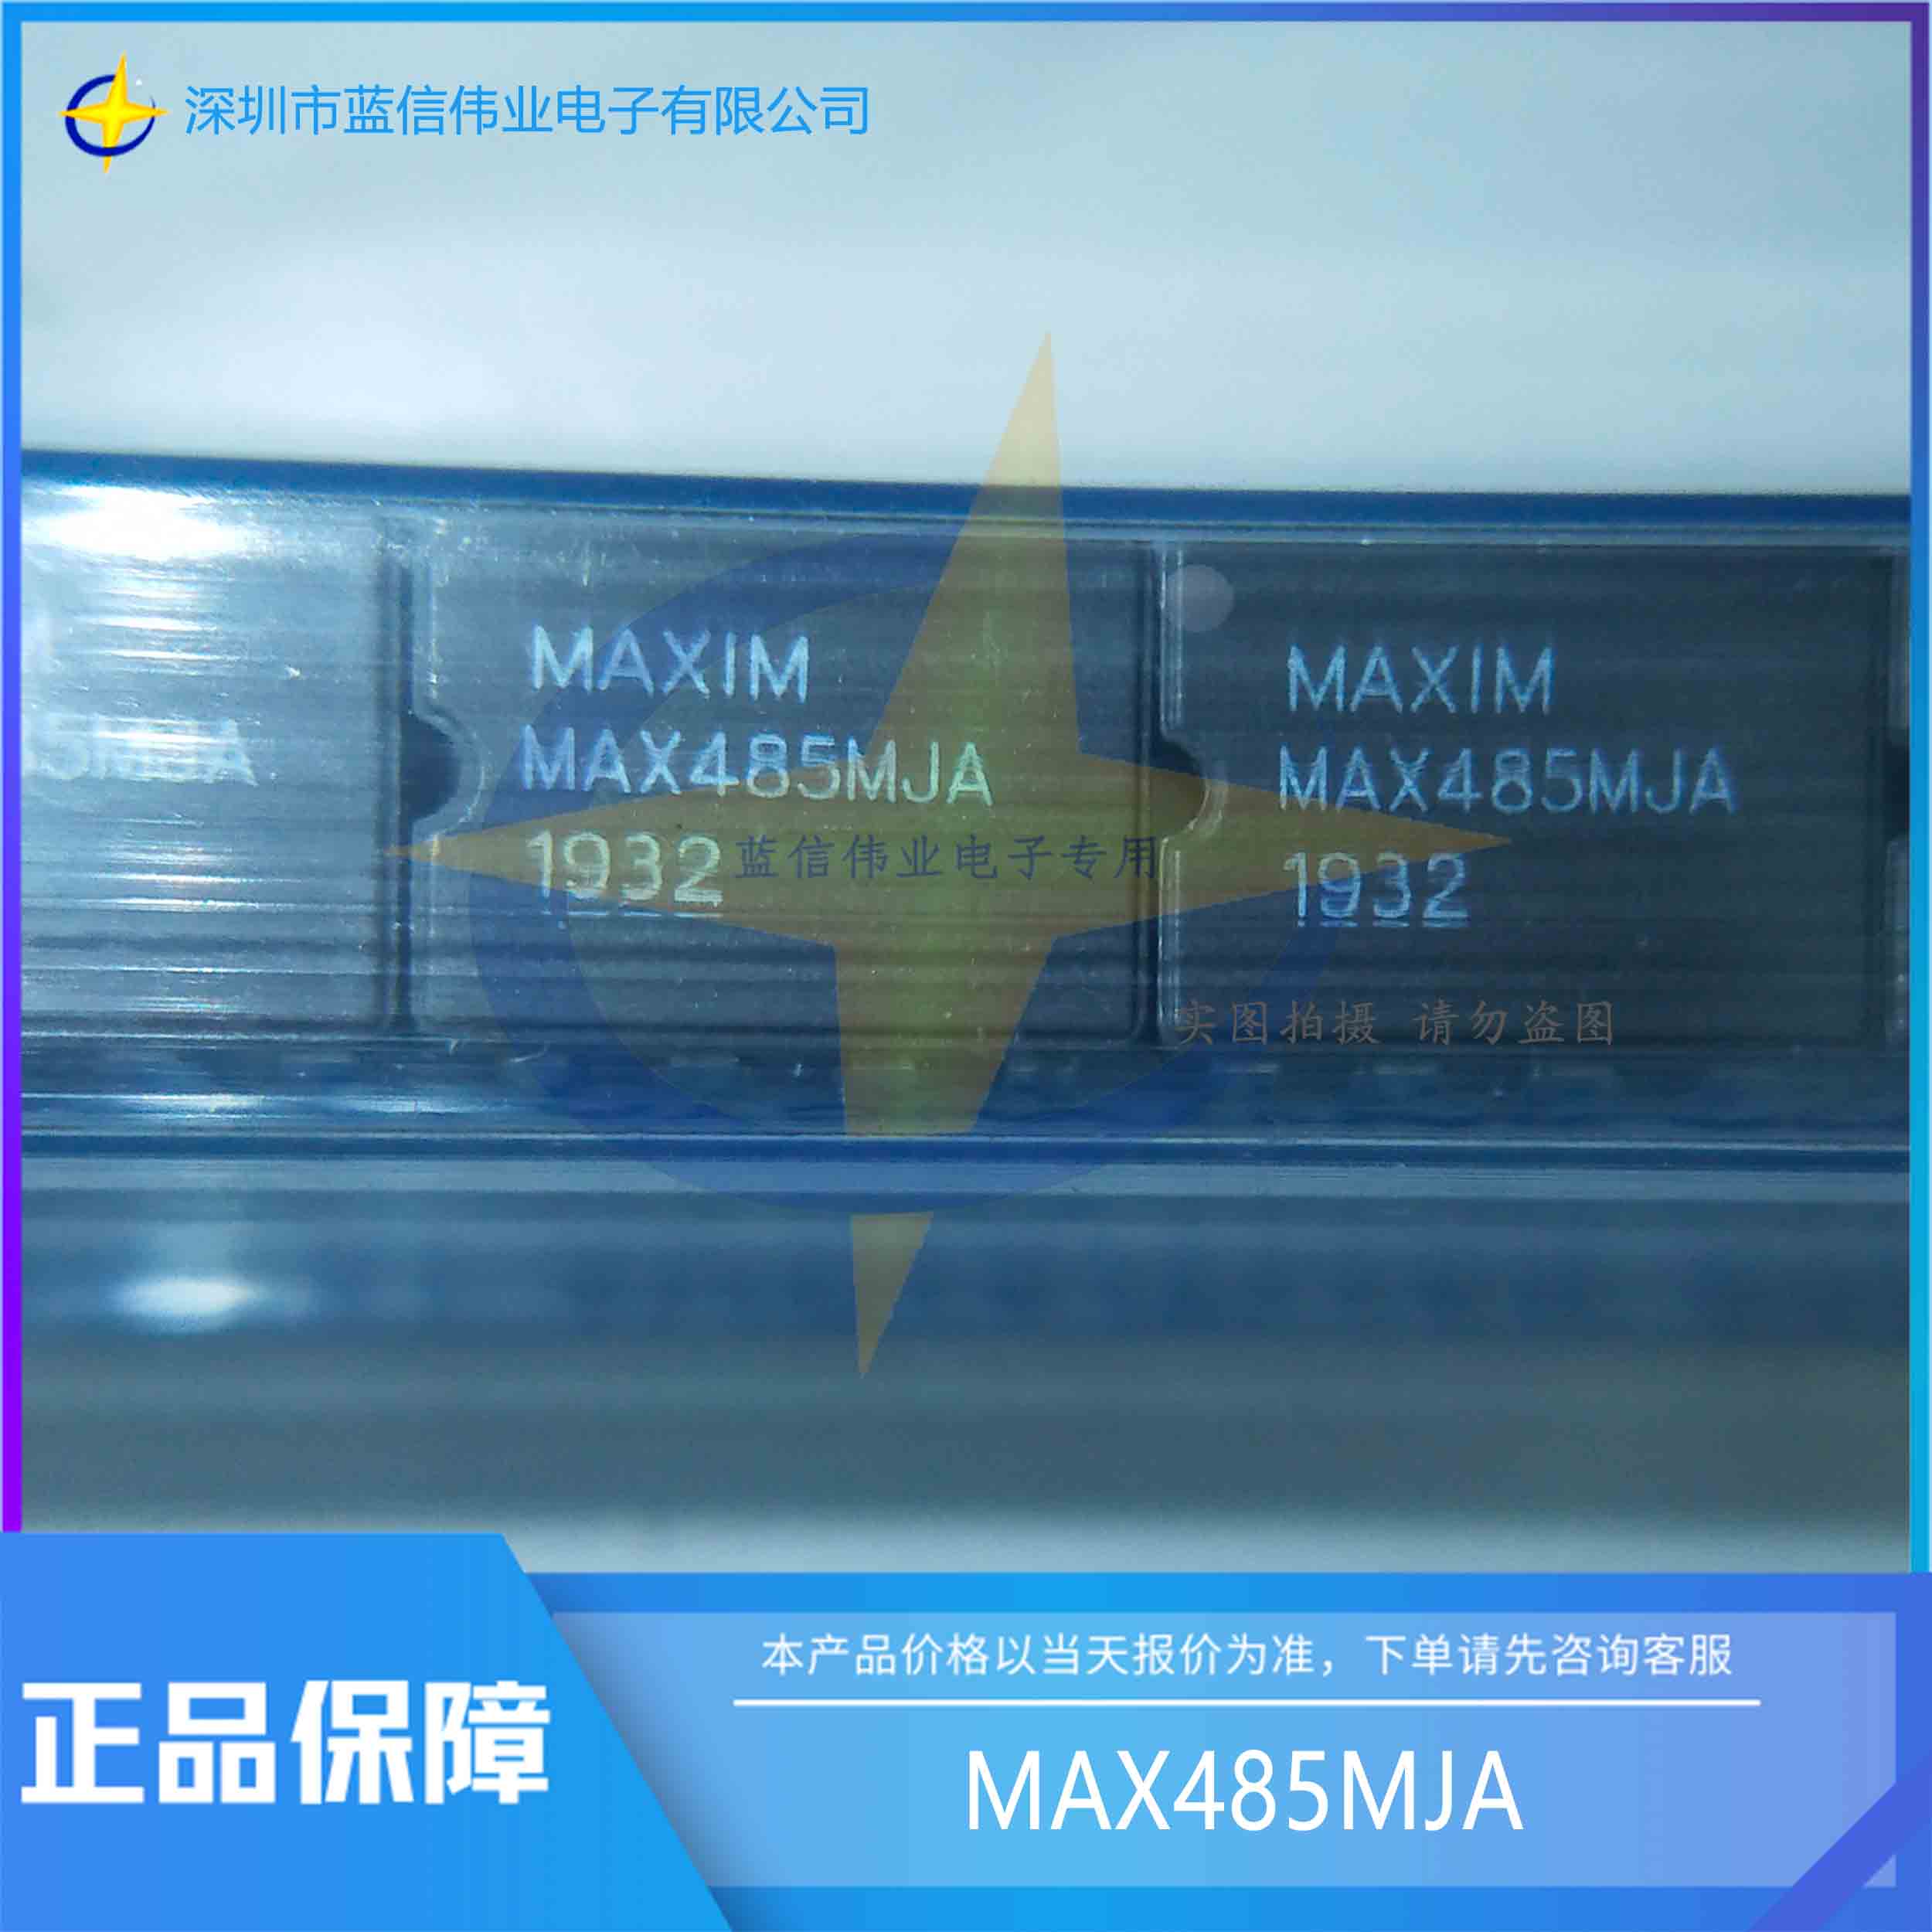 深圳市蓝信伟业电子有限公司
MAXIM
MAX485MJA
1932
MAXIM
MAX485MJA
1932
蓝信伟业电子专用
实图拍摄 请勿盗图
正品保障
本产品价格以当天报价为准，下单请先咨询客服
MAX485MJA